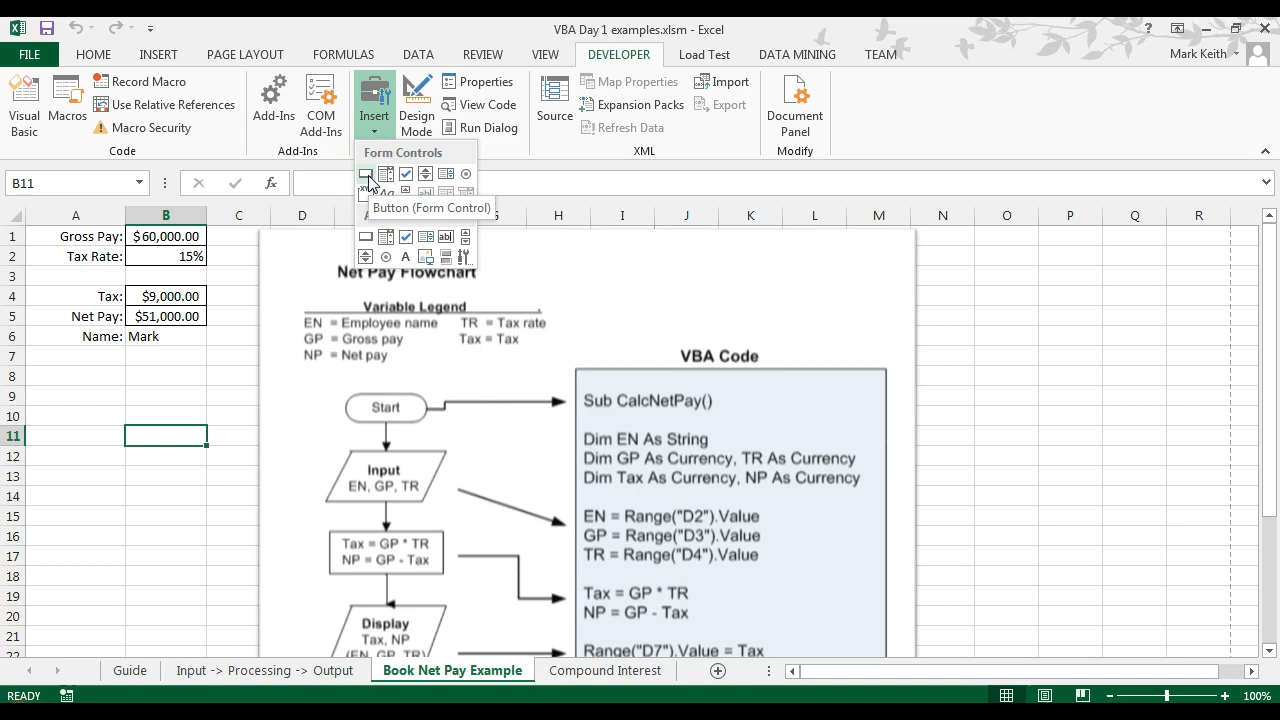 VBA Day 1 examples.xlsm - Excel
?
FILE HOME INSERT PAGE LAYOUT FORMULAS DATA REVIEW VIEW DEVELOPER Load Test DATA MINING TEAM Mark Keith
Visual Basic
Macros
Record Macro
Use Relative References
Macro Security
Code
Add-Ins
COM Add-Ins
Add-Ins
Insert
Design Mode
Properties
View Code
Run Dialog
Source
Map Properties
Expansion Packs
Refresh Data
Import
Export
XML
Document Panel
Modify
Form Controls
Button (Form Control)
B11
fx
A B C D H I J K L M N O P Q R
1 Gross Pay: $60,000.00
2 Tax Rate: 15%
3
4 Tax: $9,000.00
5 Net Pay: $51,000.00
6 Name: Mark
7
8
9
10
11
12
13
14
15
16
17
18
19
20
21
22
Net Pay Flowchart
Variable Legend
EN = Employee name TR = Tax rate
GP = Gross pay Tax = Tax
NP = Net pay
Start
Input
EN, GP, TR
Tax = GP * TR
NP = GP - Tax
Display
Tax, NP
(EN, GP, TR)
VBA Code
Sub CalcNetPay()
Dim EN As String
Dim GP As Currency, TR As Currency
Dim Tax As Currency, NP As Currency
EN = Range("D2").Value
GP = Range("D3").Value
TR = Range("D4").Value
Tax = GP * TR
NP = GP - Tax
Range("D7").Value = Tax
Guide Input -> Processing -> Output Book Net Pay Example Compound Interest
READY
100%